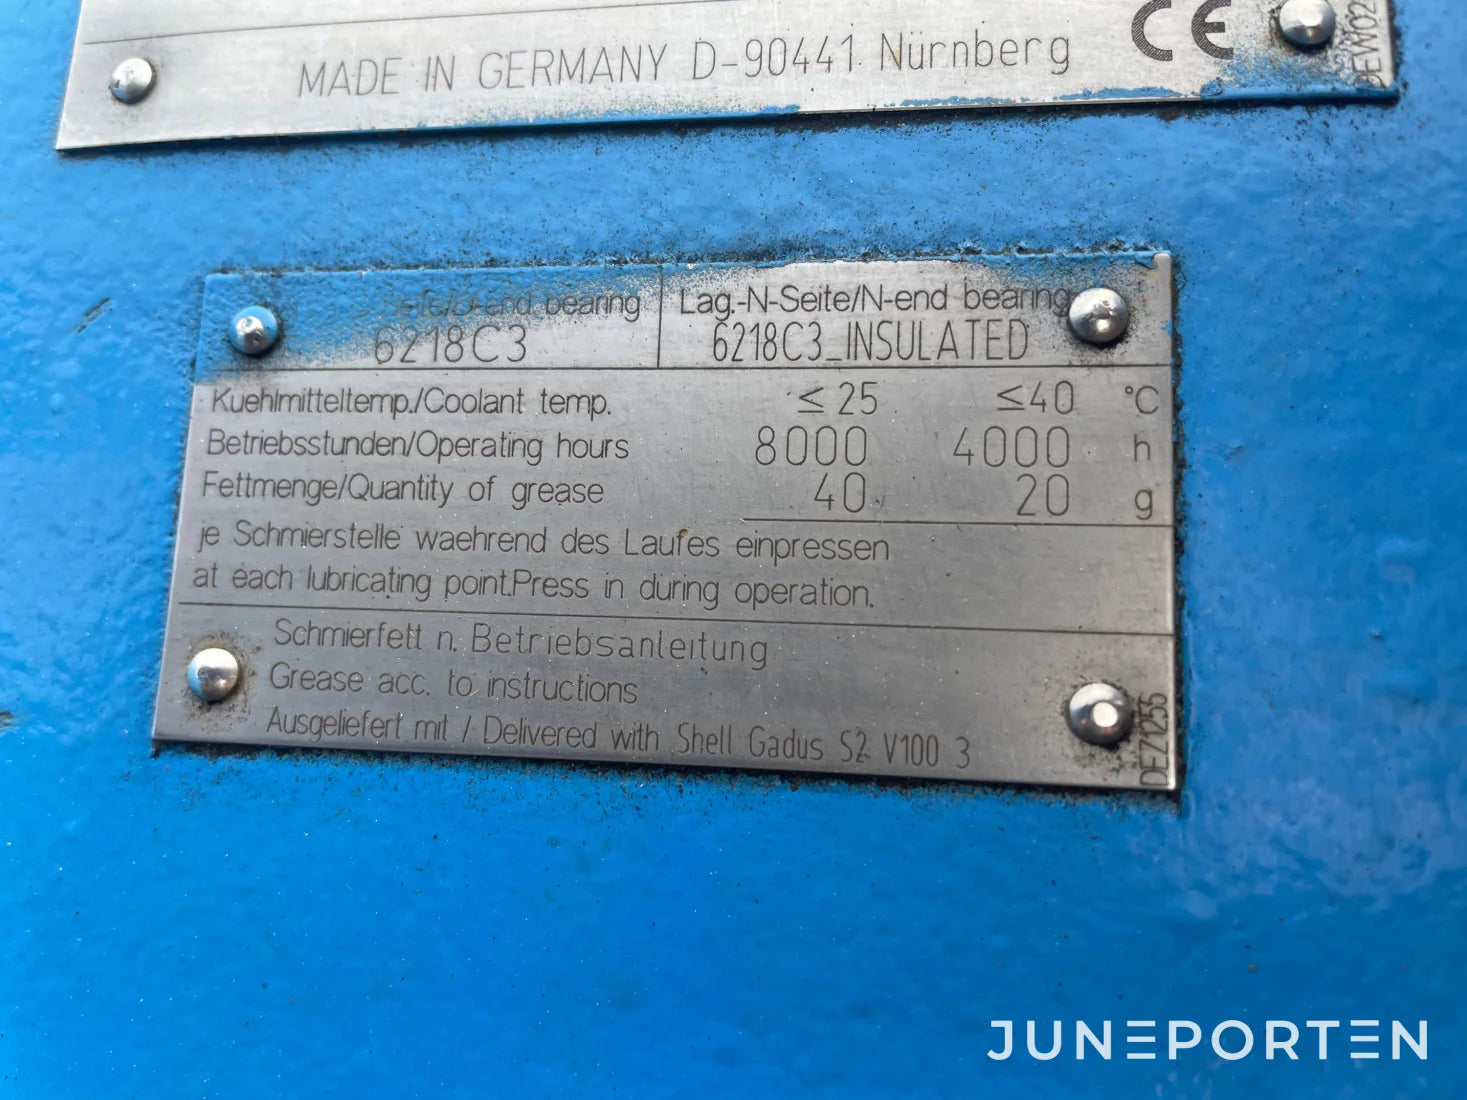 MADE IN GERMANY D-90441 Nürnberg CE
DEW02
/D-end bearing Lag.-N-Seite/N-end bearing
6218C3 6218C3_INSULATED
Kuehlmitteltemp./Coolant temp. ≤25 ≤40 °C
Betriebsstunden/Operating hours 8000 4000 h
Fettmenge/Quantity of grease 40 20 g
je Schmierstelle waehrend des Laufes einpressen
at each lubricating point.Press in during operation.
Schmierfett n. Betriebsanleitung
Grease acc. to instructions
Ausgeliefert mit / Delivered with Shell Gadus S2 V100 3
DEZ1255
JUNEPORTEN